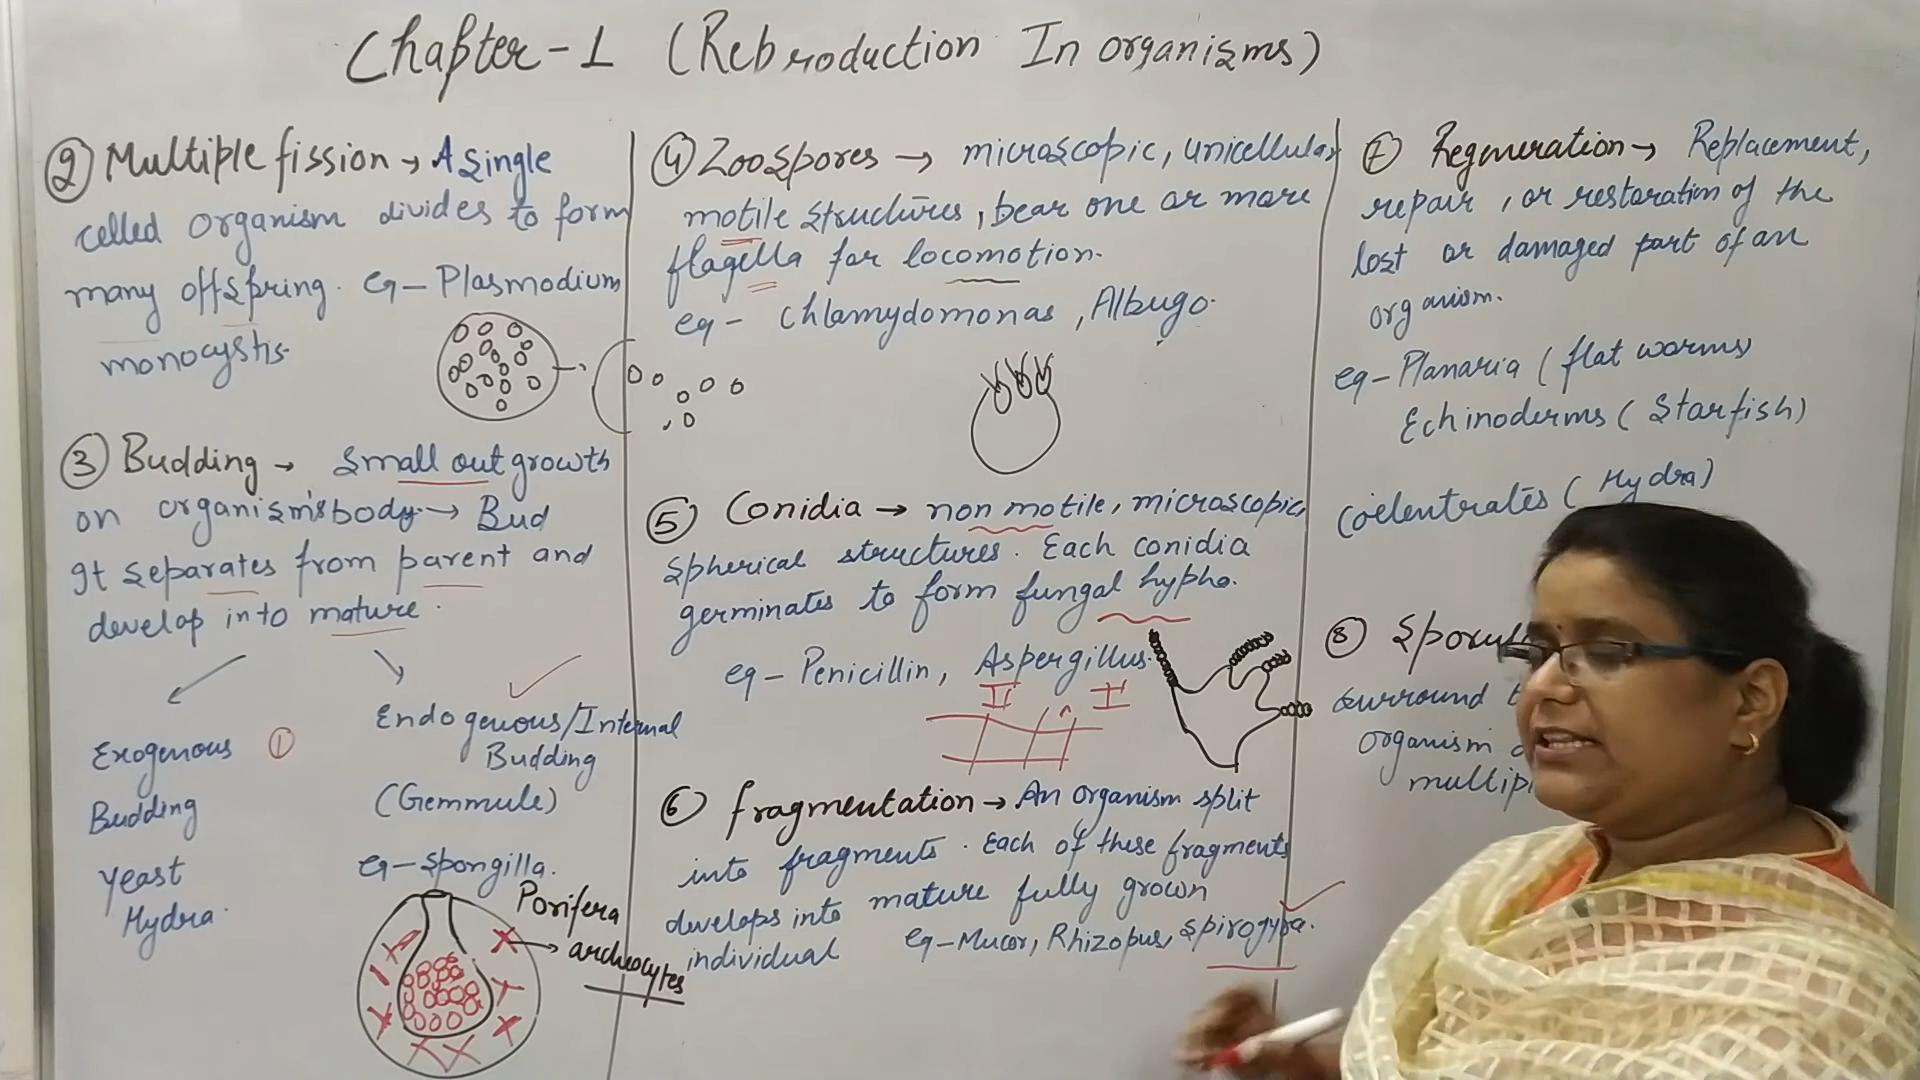 Chapter-1 (Reproduction In organisms)
② Multiple fission → A single
celled organism divides to form
many offspring. eg- Plasmodium
monocystis.
③ Budding → Small out growth
on organism's body → Bud
It separates from parent and
develop into mature.
Exogenous ①
Budding
Yeast
Hydra.
Endogenous/Internal
Budding
(Gemmule)
eg- Spongilla.
Porifera
archeocytes
④ Zoospores → microscopic, unicellular
motile structures, bear one or more
flagella for locomotion.
eg- Chlamydomonas, Albugo.
⑤ Conidia → non motile, microscopic,
spherical structures. Each conidia
germinates to form fungal hypha.
eg- Penicillin, Aspergillus.
II I
⑥ fragmentation → An organism split
into fragments. Each of these fragments
develops into mature fully grown
individual eg- Mucor, Rhizopus, Spirogyra.
⑦ Regeneration → Replacement,
repair, or restoration of the
lost or damaged part of an
organism.
eg- Planaria (flat worms
Echinoderms (Starfish)
Coelentrates (Hydra)
⑧
surround
organism